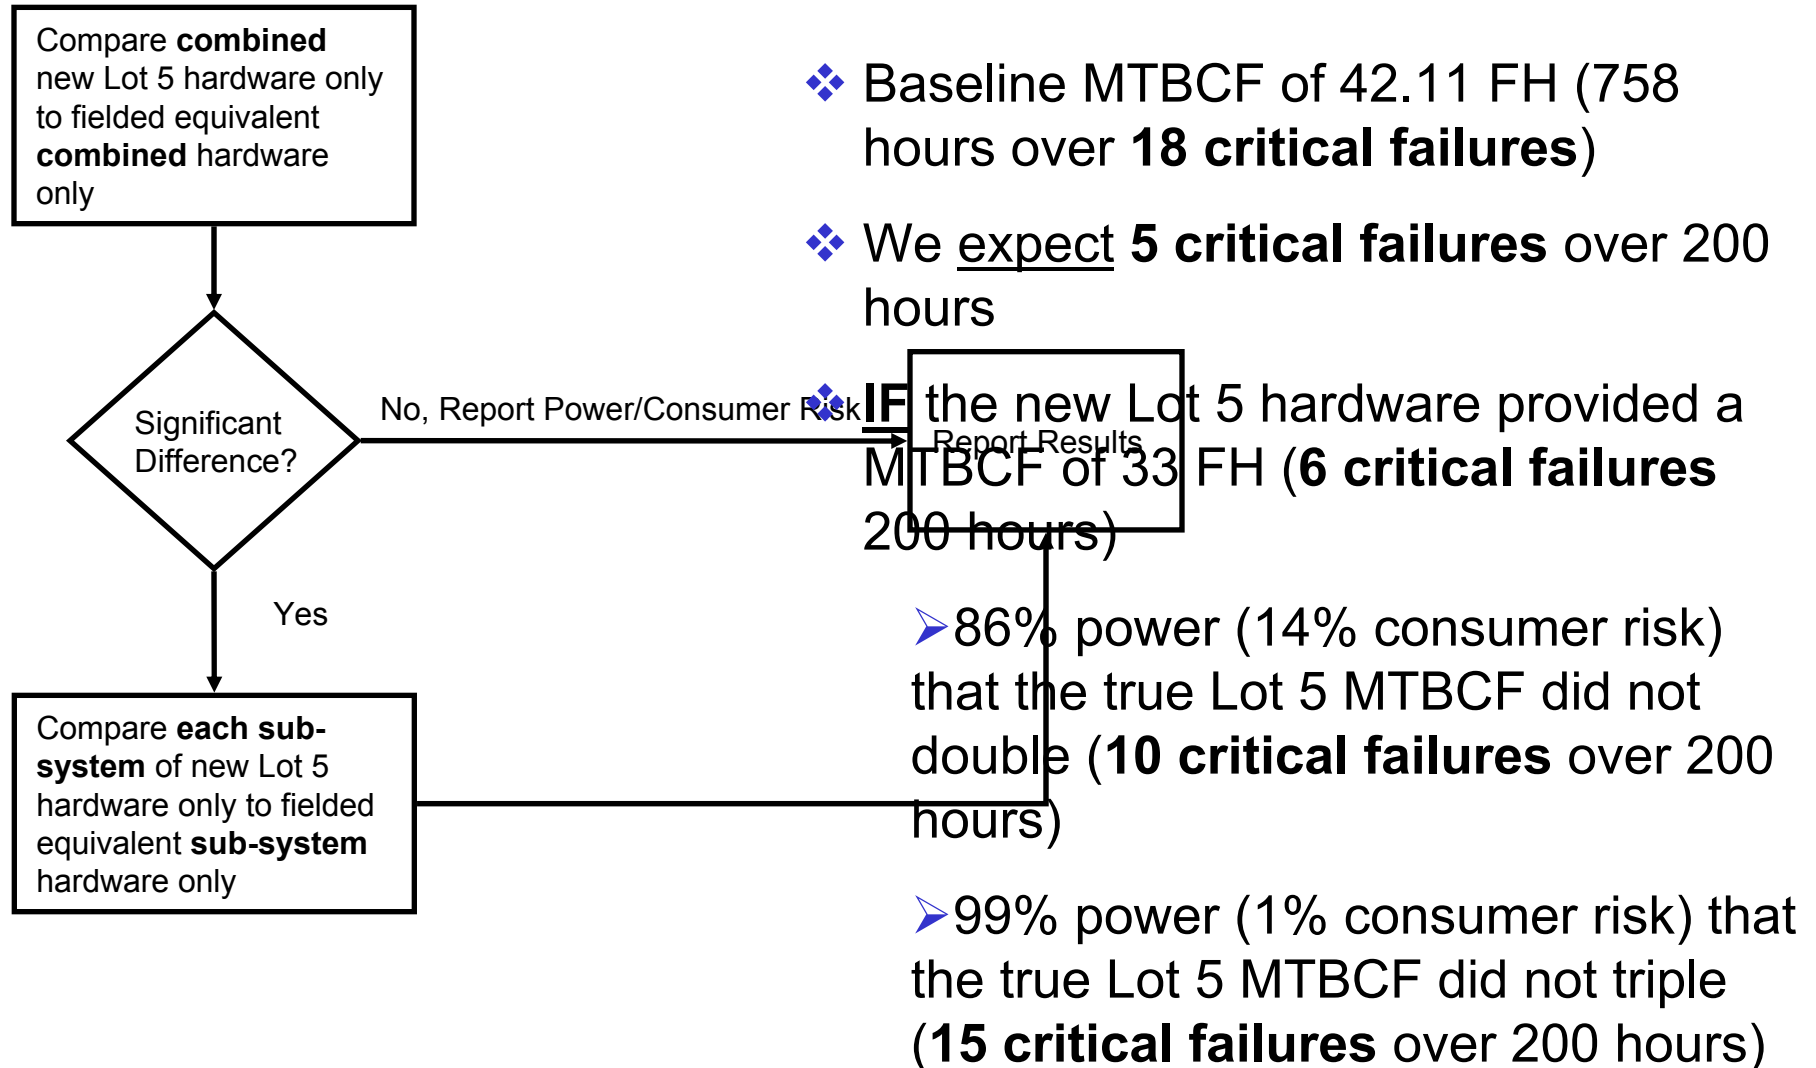 Compare combined
new Lot 5 hardware only
to fielded equivalent
combined hardware
only
Significant
Difference?
No, Report Power/Consumer Risk
Report Results
Yes
Compare each sub-
system of new Lot 5
hardware only to fielded
equivalent sub-system
hardware only
Baseline MTBCF of 42.11 FH (758
hours over 18 critical failures)
We expect 5 critical failures over 200
hours
IF the new Lot 5 hardware provided a
MTBCF of 33 FH (6 critical failures
200 hours)
86% power (14% consumer risk)
that the true Lot 5 MTBCF did not
double (10 critical failures over 200
hours)
99% power (1% consumer risk) that
the true Lot 5 MTBCF did not triple
(15 critical failures over 200 hours)